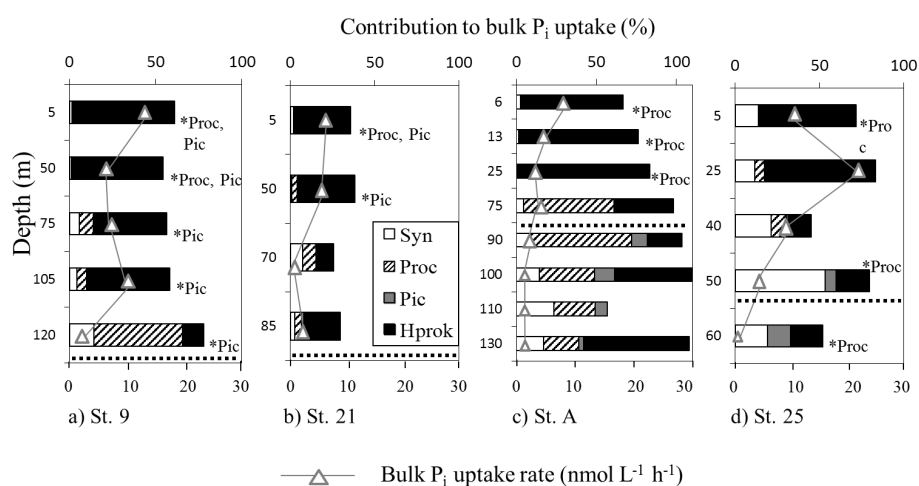 Contribution to bulk Pi uptake (%)
0 50 100
0 50 100
0 50 100
0 50 100
Depth (m)
5
*Proc,
Pic
50
*Proc, Pic
75
*Pic
105
*Pic
120
*Pic
0 10 20 30
a) St. 9
5
*Proc, Pic
50
*Pic
70
85
Syn
Proc
Pic
Hprok
0 10 20 30
b) St. 21
6
*Proc
13
*Proc
25
*Proc
75
90
100
110
130
0 10 20 30
c) St. A
5
*Pro
c
25
40
50
*Proc
60
*Proc
0 10 20 30
d) St. 25
Bulk Pi uptake rate (nmol L-1 h-1)